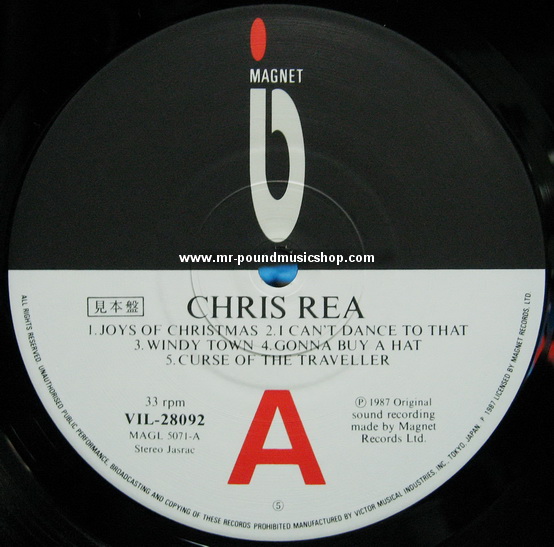 MAGNET
www.mr-poundmusicshop.com
見本盤
CHRIS REA
1.JOYS OF CHRISTMAS 2.I CAN'T DANCE TO THAT
3.WINDY TOWN 4.GONNA BUY A HAT
5.CURSE OF THE TRAVELLER
33 rpm
VIL-28092
MAGL 5071-A
Stereo Jasrac
A
Ⓟ 1987 Original
sound recording
made by Magnet
Records Ltd.
⑤
ALL RIGHTS RESERVED. UNAUTHORISED PUBLIC PERFORMANCE, BROADCASTING AND COPYING OF THESE RECORDS PROHIBITED MANUFACTURED BY VICTOR MUSICAL INDUSTRIES, INC., TOKYO, JAPAN P 1987 LICENSED BY MAGNET RECORDS, LTD